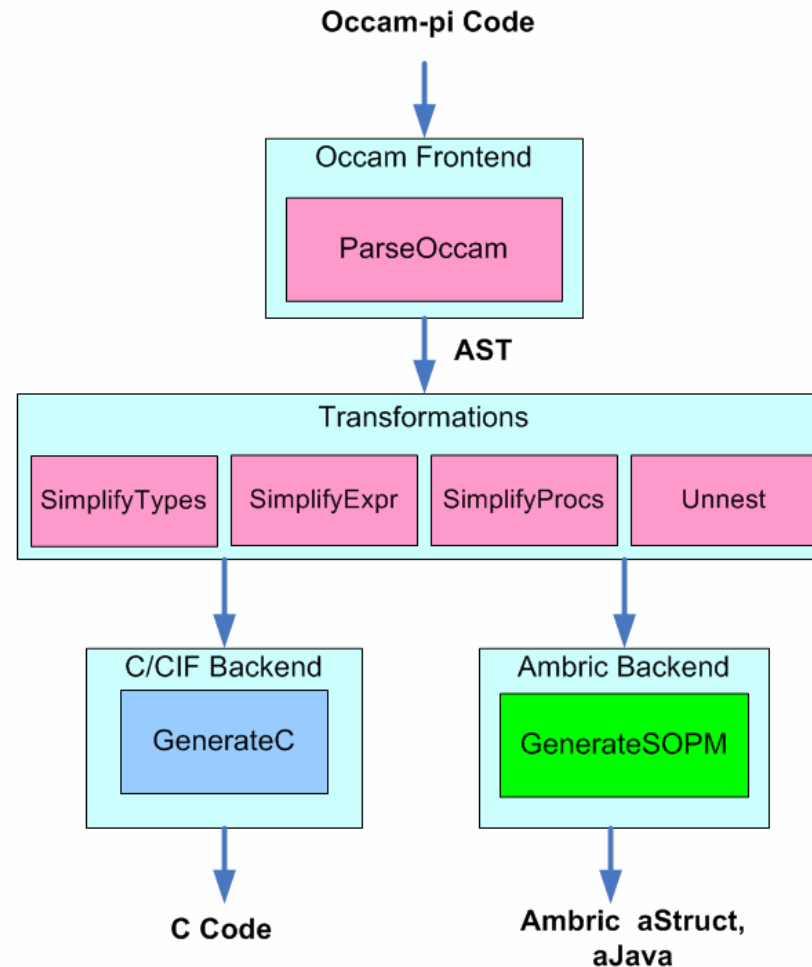 Occam-pi Code
Occam Frontend
ParseOccam
AST
Transformations
SimplifyTypes
SimplifyExpr
SimplifyProcs
Unnest
C/CIF Backend
GenerateC
Ambric Backend
GenerateSOPM
C Code
Ambric aStruct,
aJava